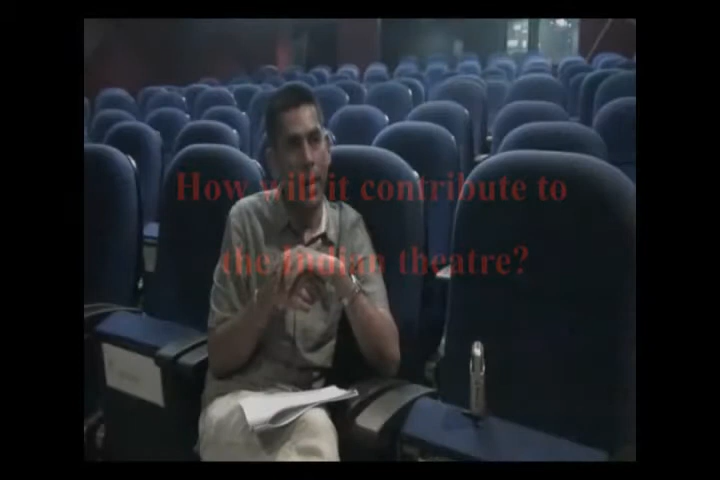 How will it contribute to
the Indian theatre?